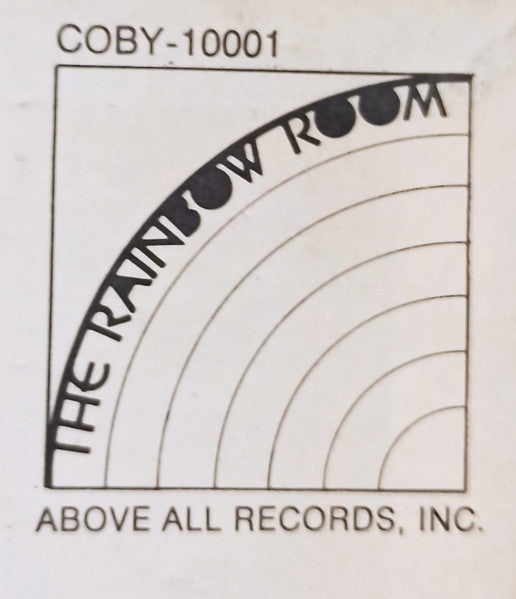 COBY-10001
THE RAINBOW ROOM
ABOVE ALL RECORDS, INC.